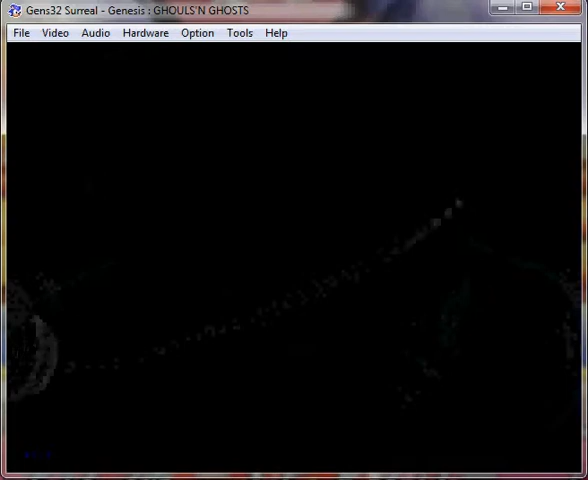 Gens32 Surreal - Genesis : GHOULS'N GHOSTS
File Video Audio Hardware Option Tools Help